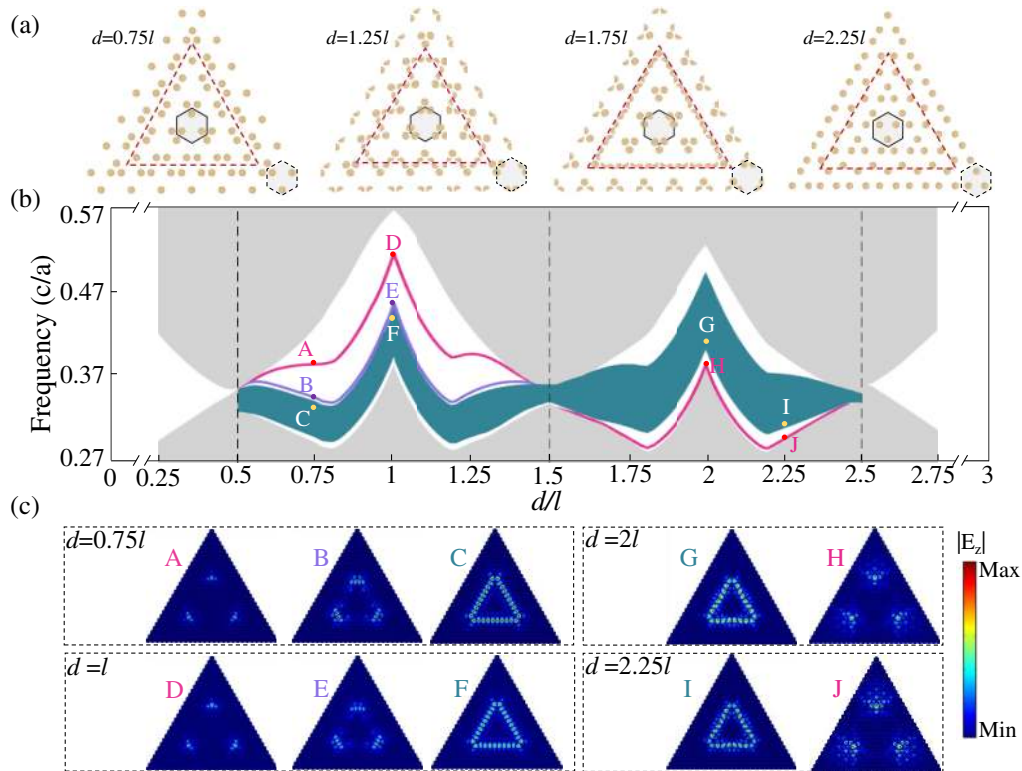 (a)
d=0.75l d=1.25l d=1.75l d=2.25l
(b)
Frequency (c/a)
0.57
0.47
0.37
0.27
A
B
C
D
E
F
G
H
I
J
0 0.25 0.5 0.75 1 1.25 1.5 1.75 2 2.25 2.5 2.75 3
d/l
(c)
d=0.75l
A B C
d =2l
G H
d =l
D E F
d =2.25l
I J
|E_z|
Max
Min